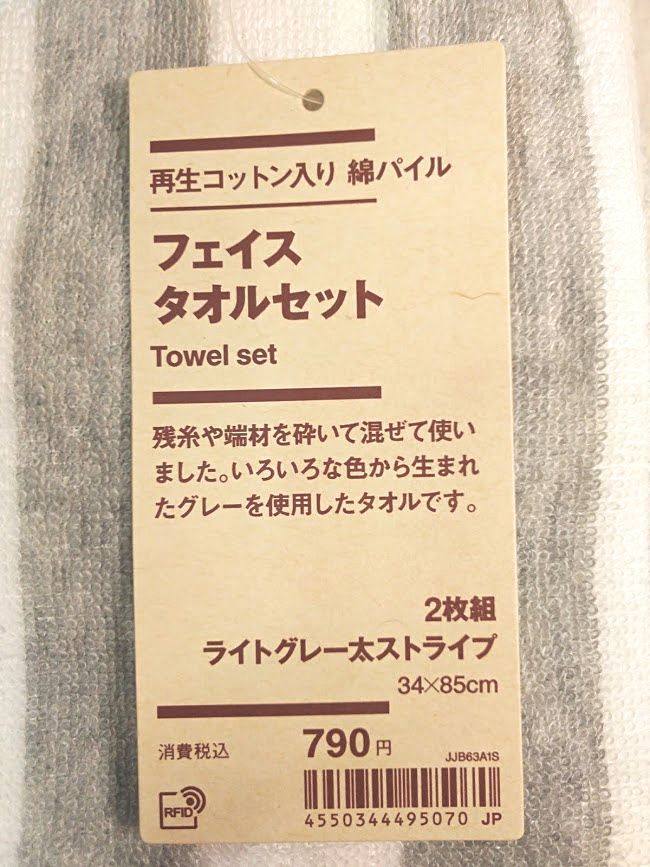 再生コットン入り 綿パイル
フェイス
タオルセット
Towel set
残糸や端材を砕いて混ぜて使い
ました。いろいろな色から生まれ
たグレーを使用したタオルです。
2枚組
ライトグレー太ストライプ
34×85cm
消費税込 790円
JJB63A1S
RFID
4550344495070 JP